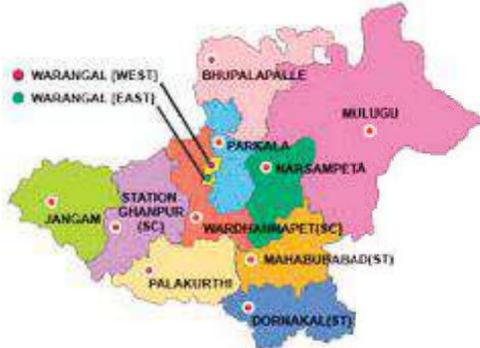 WARANGAL [WEST]
WARANGAL [EAST]
BHUPALAPALLE
MULUGU
PARKALA
NARSAMPETA
JANGAM
STATION
GHANPUR
(SC)
WARDHANNAPET(SC)
MAHABUBABAD(ST)
PALAKURTHI
DORNAKAL(ST)